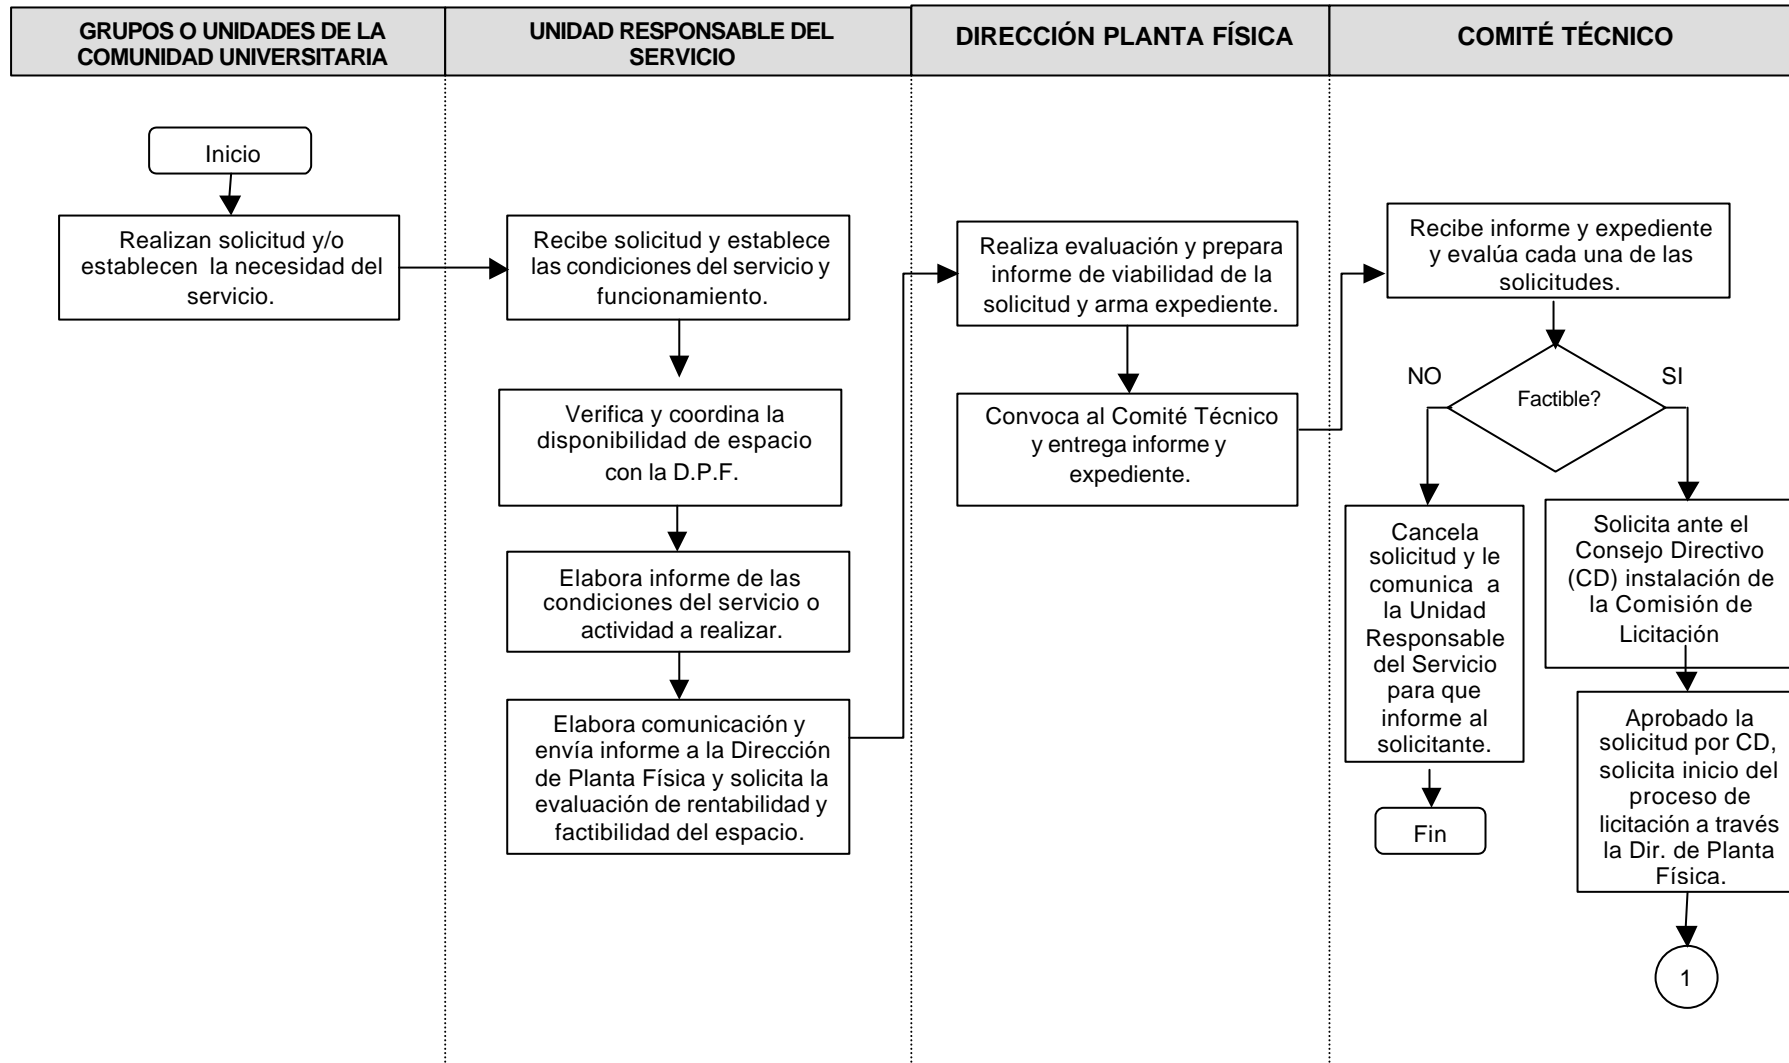 GRUPOS O UNIDADES DE LA
COMUNIDAD UNIVERSITARIA
UNIDAD RESPONSABLE DEL
SERVICIO
DIRECCIÓN PLANTA FÍSICA
COMITÉ TÉCNICO
Inicio
Realizan solicitud y/o
establecen la necesidad del
servicio.
Recibe solicitud y establece
las condiciones del servicio y
funcionamiento.
Verifica y coordina la
disponibilidad de espacio
con la D.P.F.
Elabora informe de las
condiciones del servicio o
actividad a realizar.
Elabora comunicación y
envía informe a la Dirección
de Planta Física y solicita la
evaluación de rentabilidad y
factibilidad del espacio.
Realiza evaluación y prepara
informe de viabilidad de la
solicitud y arma expediente.
Convoca al Comité Técnico
y entrega informe y
expediente.
Recibe informe y expediente
y evalúa cada una de las
solicitudes.
NO
Factible?
SI
Cancela
solicitud y le
comunica a
la Unidad
Responsable
del Servicio
para que
informe al
solicitante.
Fin
Solicita ante el
Consejo Directivo
(CD) instalación de
la Comisión de
Licitación
Aprobado la
solicitud por CD,
solicita inicio del
proceso de
licitación a través
la Dir. de Planta
Física.
1